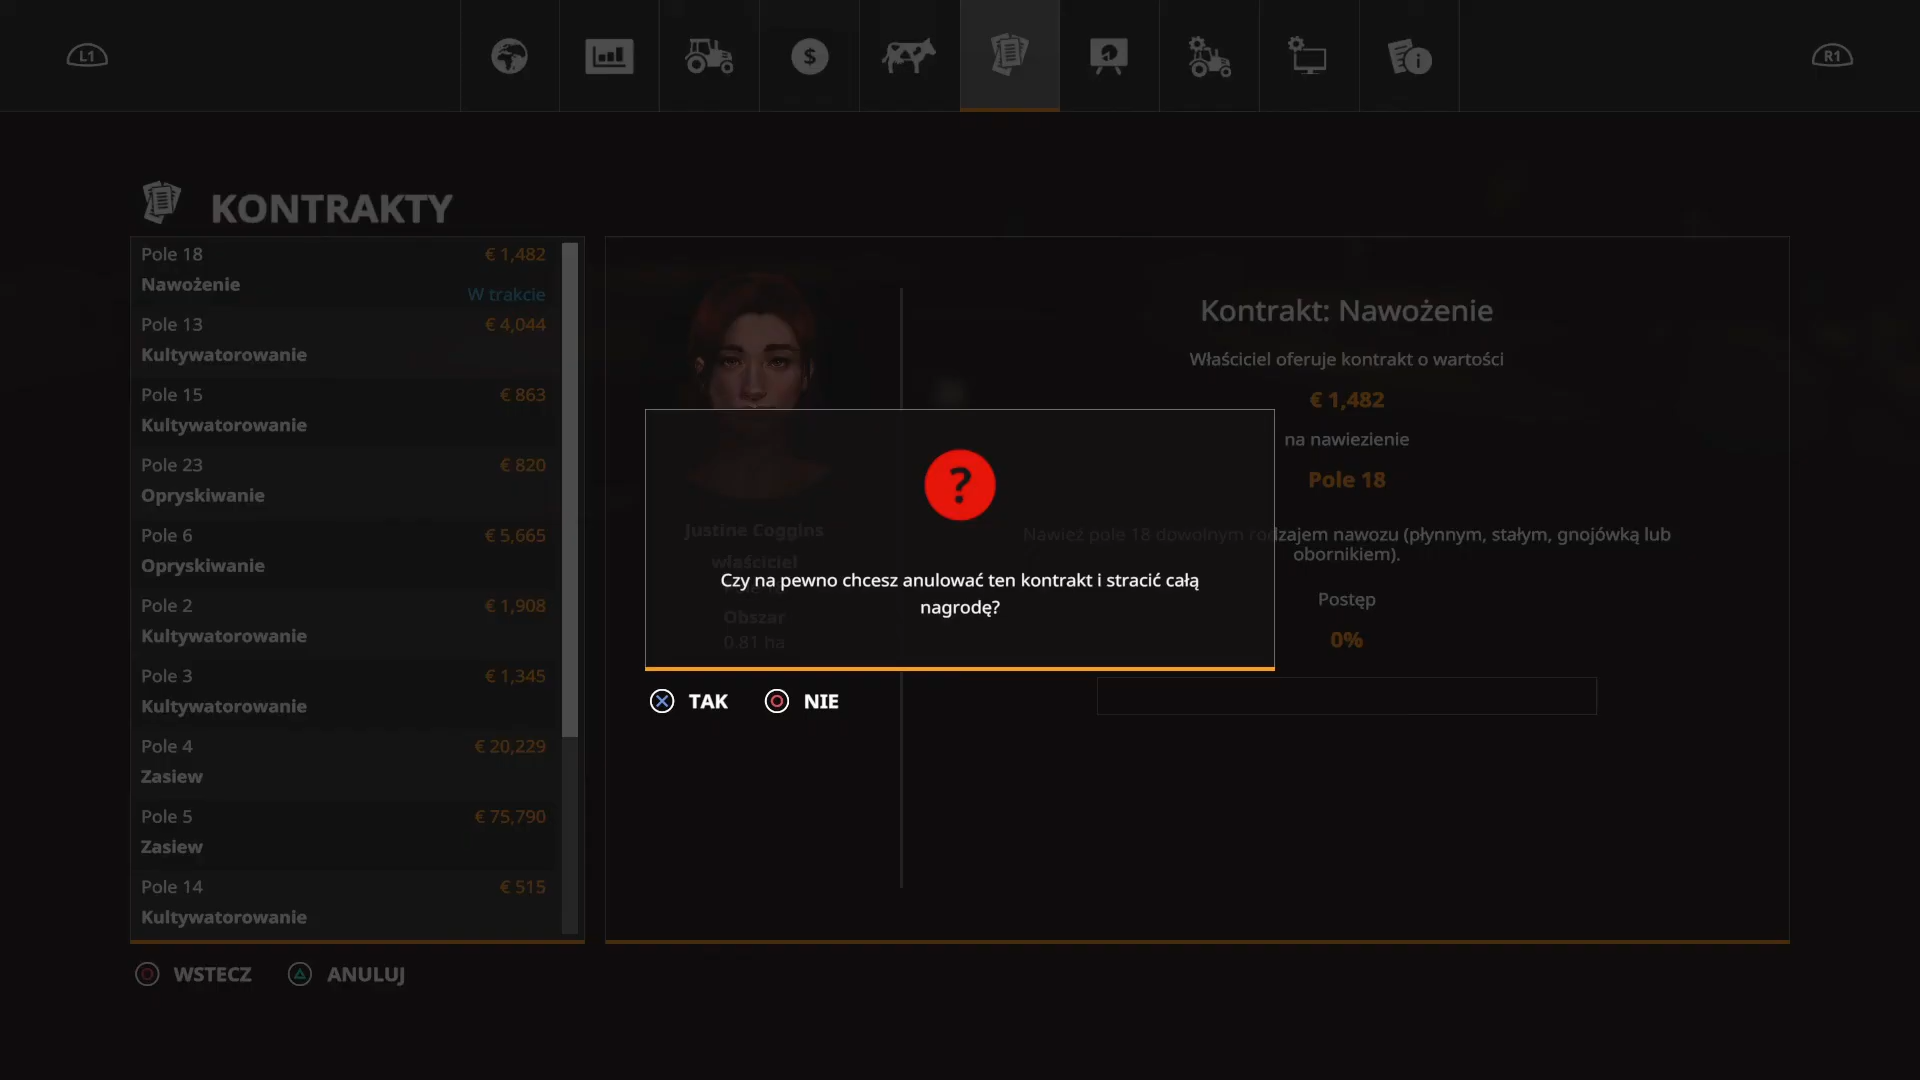 L1
R1
KONTRAKTY
Pole 18
€ 1,482
Nawożenie
W trakcie
Pole 13
€ 4,044
Kultywatorowanie
Pole 15
€ 863
Kultywatorowanie
Pole 23
€ 820
Opryskiwanie
Pole 6
€ 5,665
Opryskiwanie
Pole 2
€ 1,908
Kultywatorowanie
Pole 3
€ 1,345
Kultywatorowanie
Pole 4
€ 20,229
Zasiew
Pole 5
€ 75,790
Zasiew
Pole 14
€ 515
Kultywatorowanie
Justine Coggins
właściciel
Obszar
0.81 ha
Kontrakt: Nawożenie
Właściciel oferuje kontrakt o wartości
€ 1,482
na nawiezienie
Pole 18
Nawieź pole 18 dowolnym rodzajem nawozu (płynnym, stałym, gnojówką lub
obornikiem).
Postęp
0%
?
Czy na pewno chcesz anulować ten kontrakt i stracić całą
nagrodę?
TAK
NIE
WSTECZ
ANULUJ